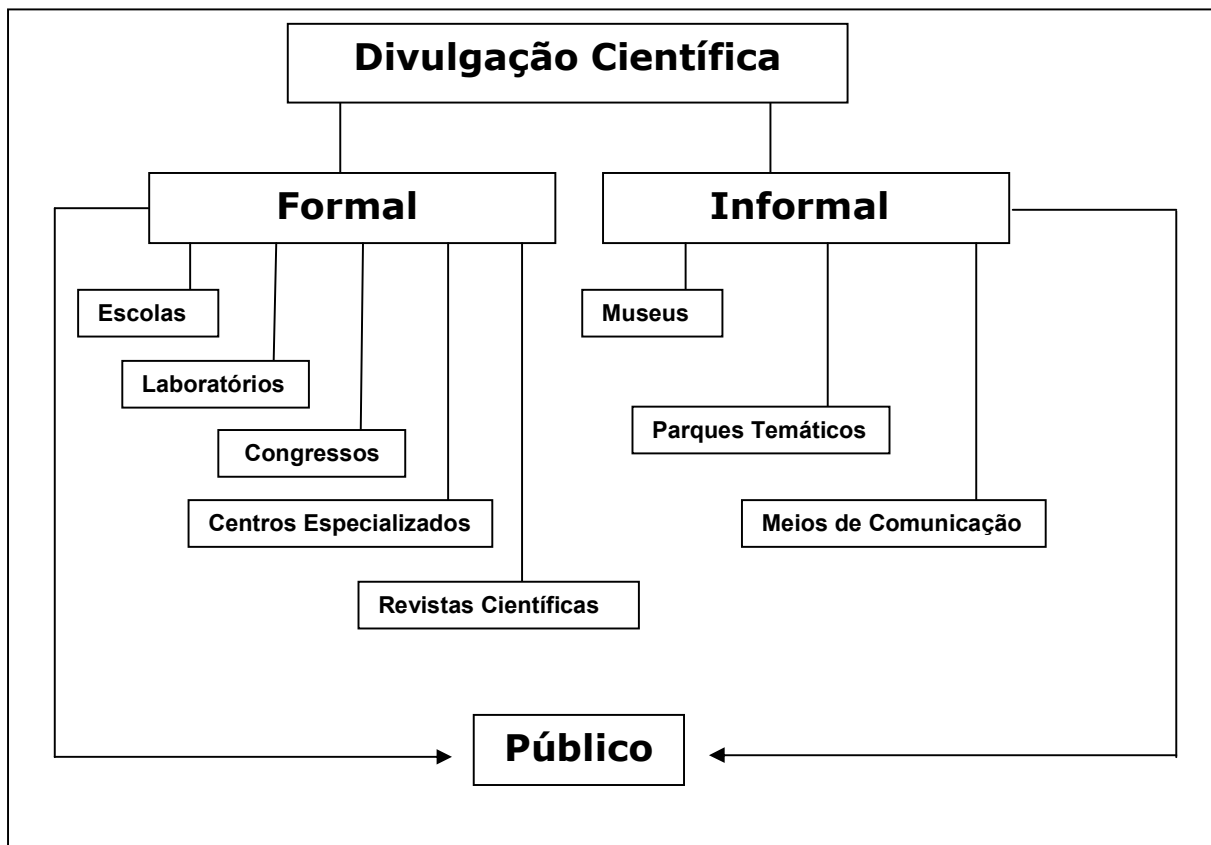 Divulgação Científica
Formal
Informal
Escolas
Museus
Laboratórios
Parques Temáticos
Congressos
Centros Especializados
Meios de Comunicação
Revistas Científicas
Público